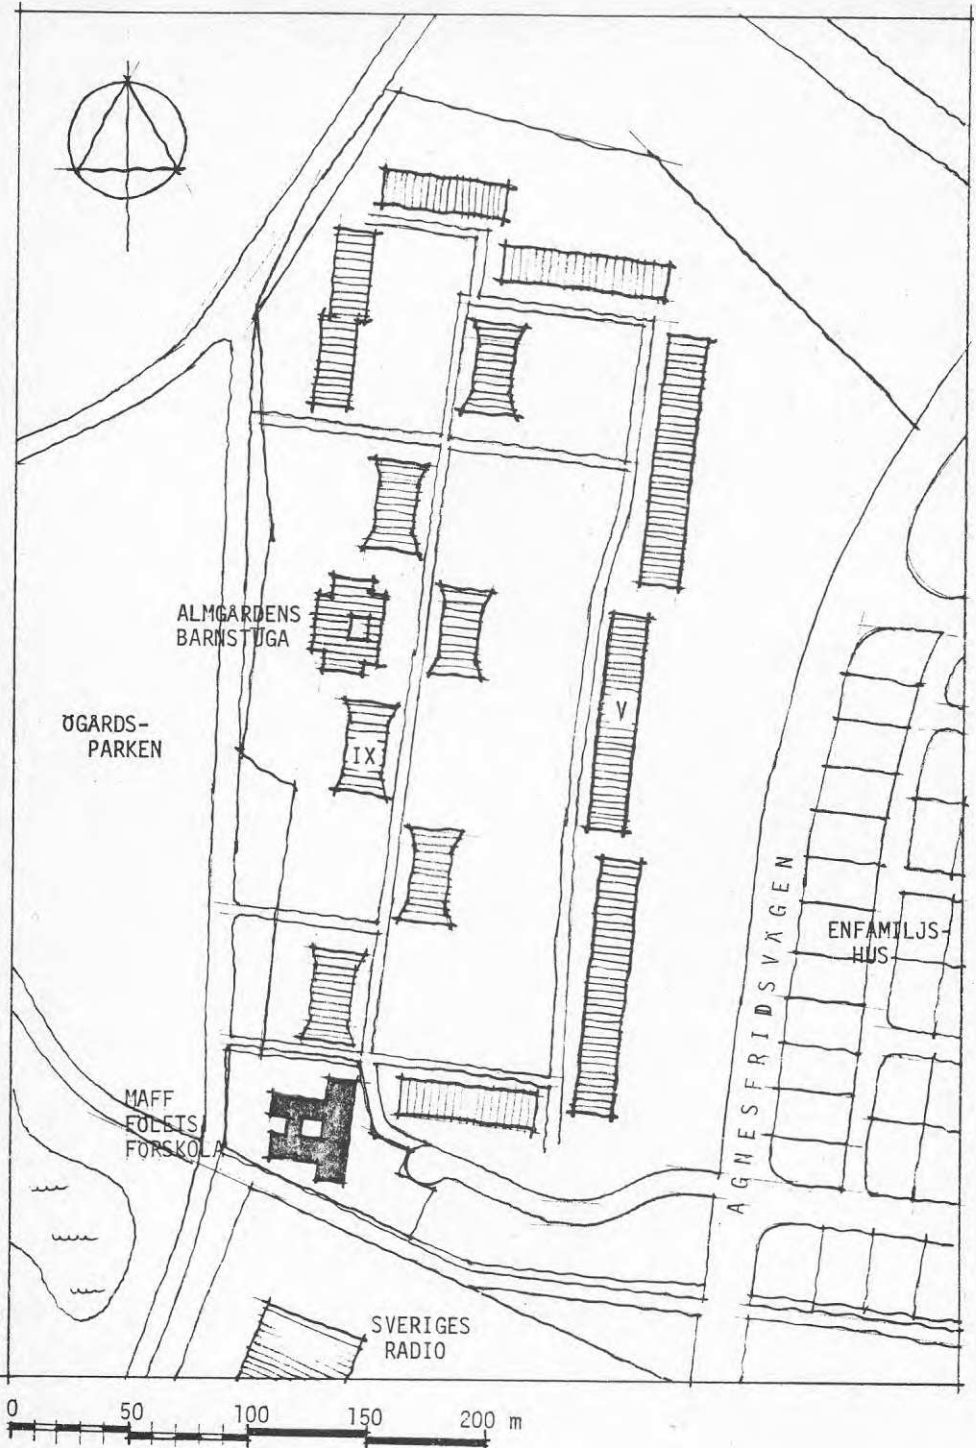 ALMGÅRDENS
BARNSTUGA
ÖGÅRDS-
PARKEN
IX
V
AGNESFRIDSVÄGEN
ENFAMILJS-
HUS
MAFF
FOLETS
FÖRSKOLA
SVERIGES
RADIO
0 50 100 150 200 m